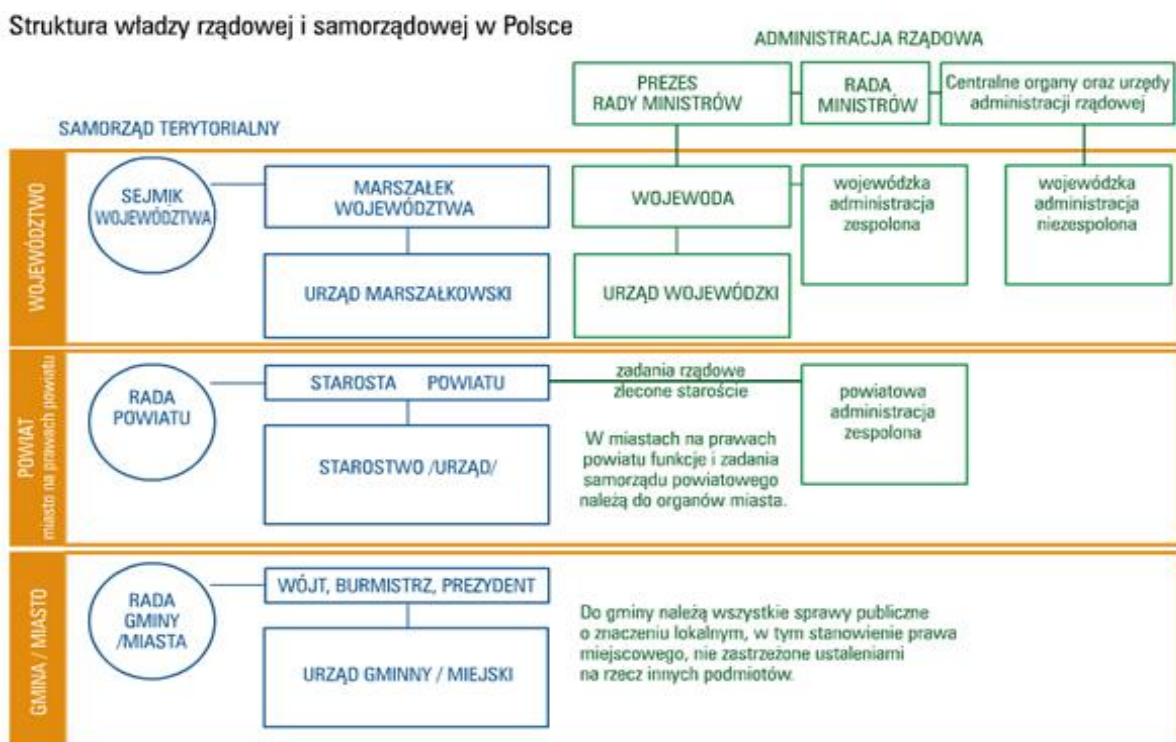 Struktura władzy rządowej i samorządowej w Polsce
ADMINISTRACJA RZĄDOWA
PREZES
RADY MINISTRÓW
RADA
MINISTRÓW
Centralne organy oraz urzędy
administracji rządowej
SAMORZĄD TERYTORIALNY
WOJEWÓDZTWO
SEJMIK
WOJEWÓDZTWA
MARSZAŁEK
WOJEWÓDZTWA
URZĄD MARSZAŁKOWSKI
WOJEWODA
URZĄD WOJEWÓDZKI
wojewódzka
administracja
zespolona
wojewódzka
administracja
niezespolona
POWIAT
miasto na prawach powiatu
RADA
POWIATU
STAROSTA POWIATU
STAROSTWO /URZĄD/
zadania rządowe
zlecone staroście
W miastach na prawach
powiatu funkcje i zadania
samorządu powiatowego
należą do organów miasta.
powiatowa
administracja
zespolona
GMINA / MIASTO
RADA
GMINY
/MIASTA
WÓJT, BURMISTRZ, PREZYDENT
URZĄD GMINNY / MIEJSKI
Do gminy należą wszystkie sprawy publiczne
o znaczeniu lokalnym, w tym stanowienie prawa
miejscowego, nie zastrzeżone ustaleniami
na rzecz innych podmiotów.